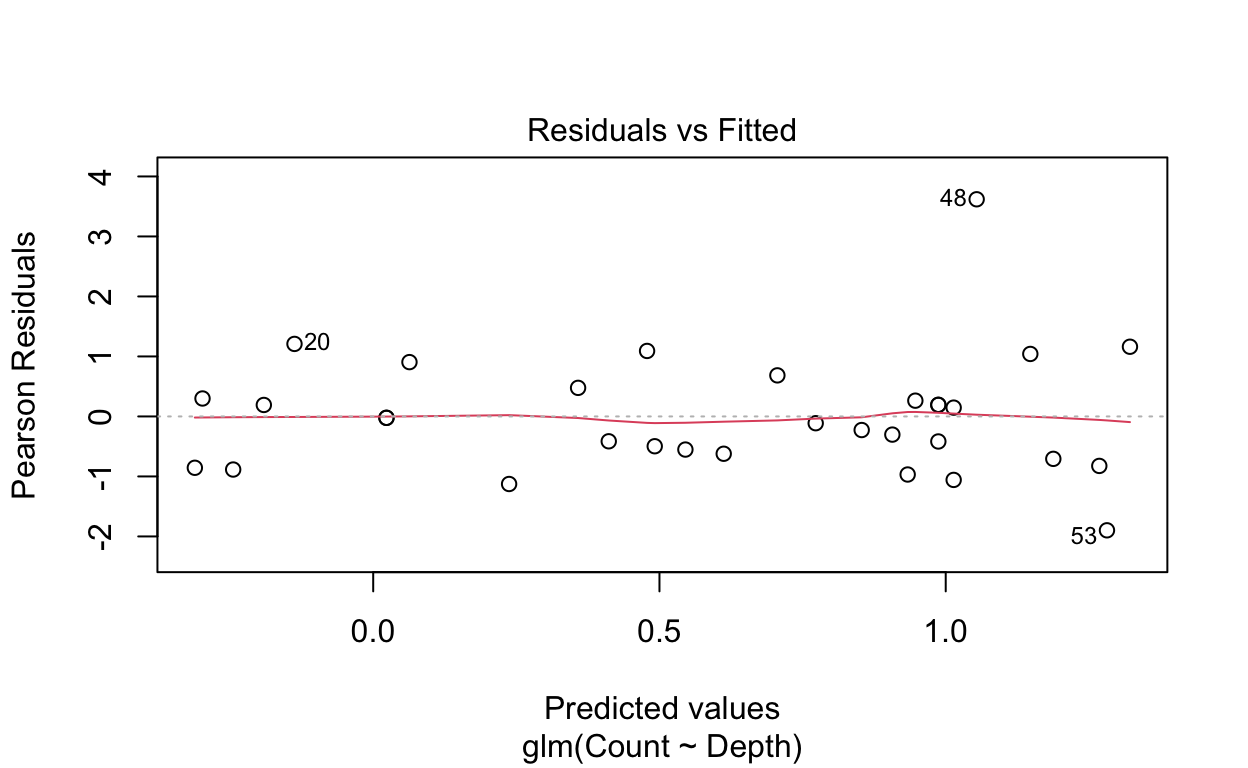 Residuals vs Fitted
Pearson Residuals
4
3
2
1
0
-1
-2
48
20
53
0.0 0.5 1.0
Predicted values
glm(Count ~ Depth)